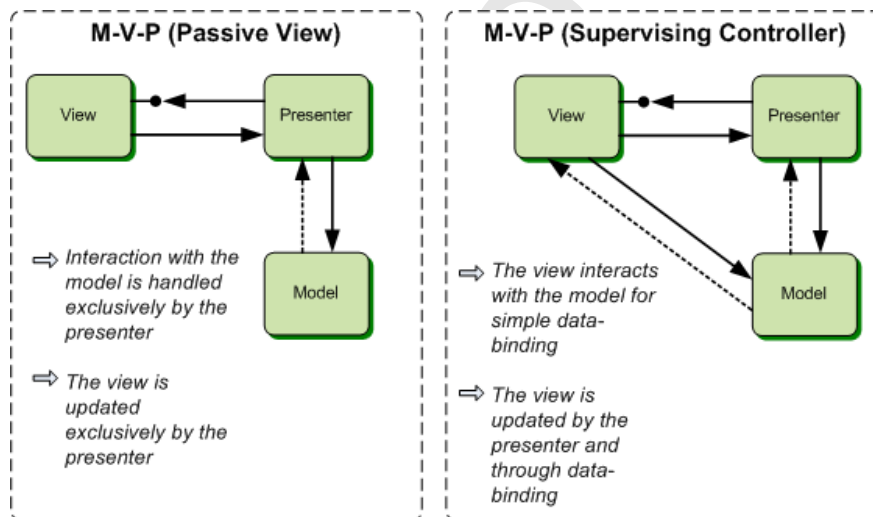 M-V-P (Passive View)
View
Presenter
Model
Interaction with the
model is handled
exclusively by the
presenter
The view is
updated
exclusively by the
presenter
M-V-P (Supervising Controller)
View
Presenter
Model
The view interacts
with the model for
simple data-
binding
The view is
updated by the
presenter and
through data-
binding